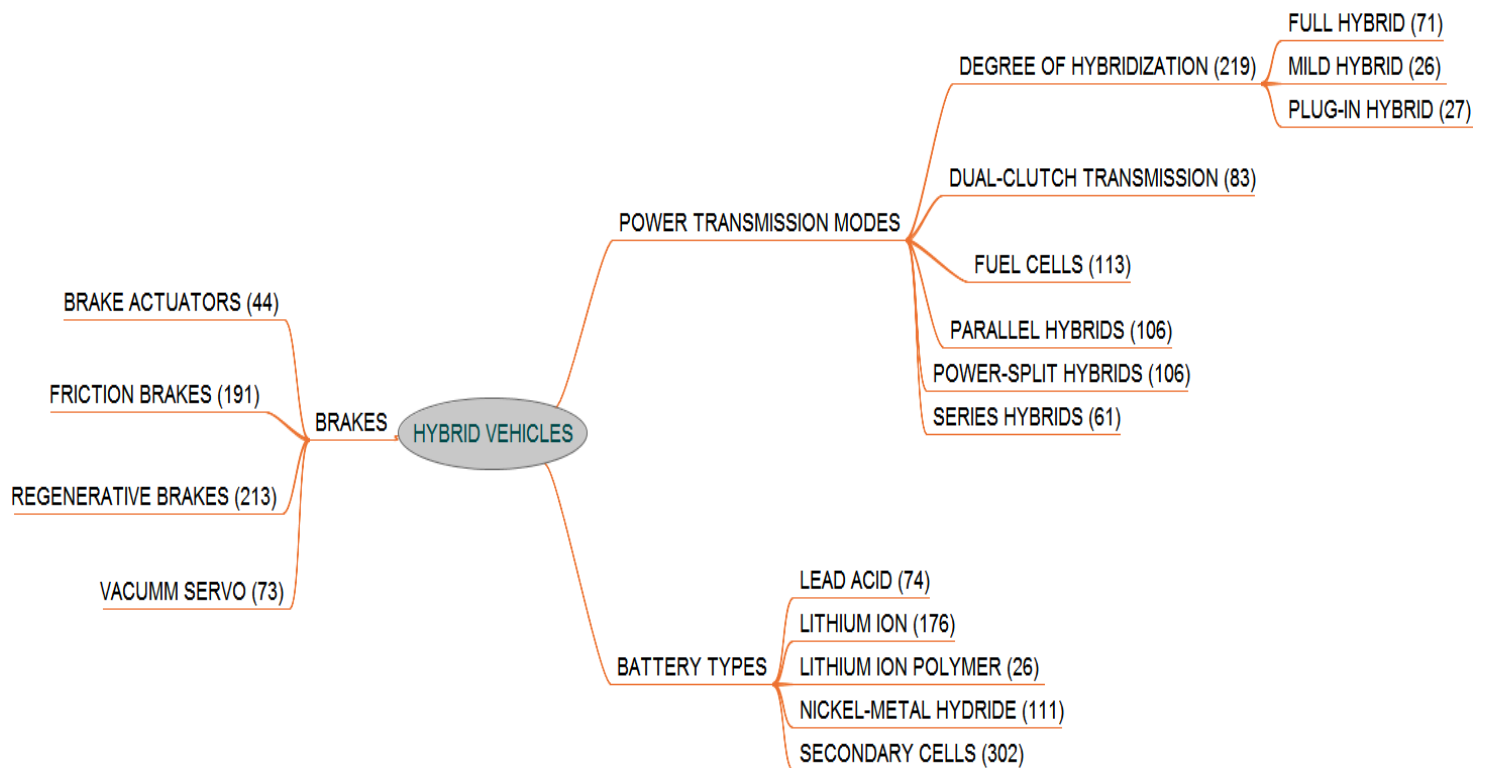 FULL HYBRID (71)
DEGREE OF HYBRIDIZATION (219)
MILD HYBRID (26)
PLUG-IN HYBRID (27)
DUAL-CLUTCH TRANSMISSION (83)
POWER TRANSMISSION MODES
FUEL CELLS (113)
PARALLEL HYBRIDS (106)
POWER-SPLIT HYBRIDS (106)
SERIES HYBRIDS (61)
BRAKE ACTUATORS (44)
FRICTION BRAKES (191)
BRAKES
HYBRID VEHICLES
REGENERATIVE BRAKES (213)
VACUMM SERVO (73)
LEAD ACID (74)
LITHIUM ION (176)
BATTERY TYPES
LITHIUM ION POLYMER (26)
NICKEL-METAL HYDRIDE (111)
SECONDARY CELLS (302)